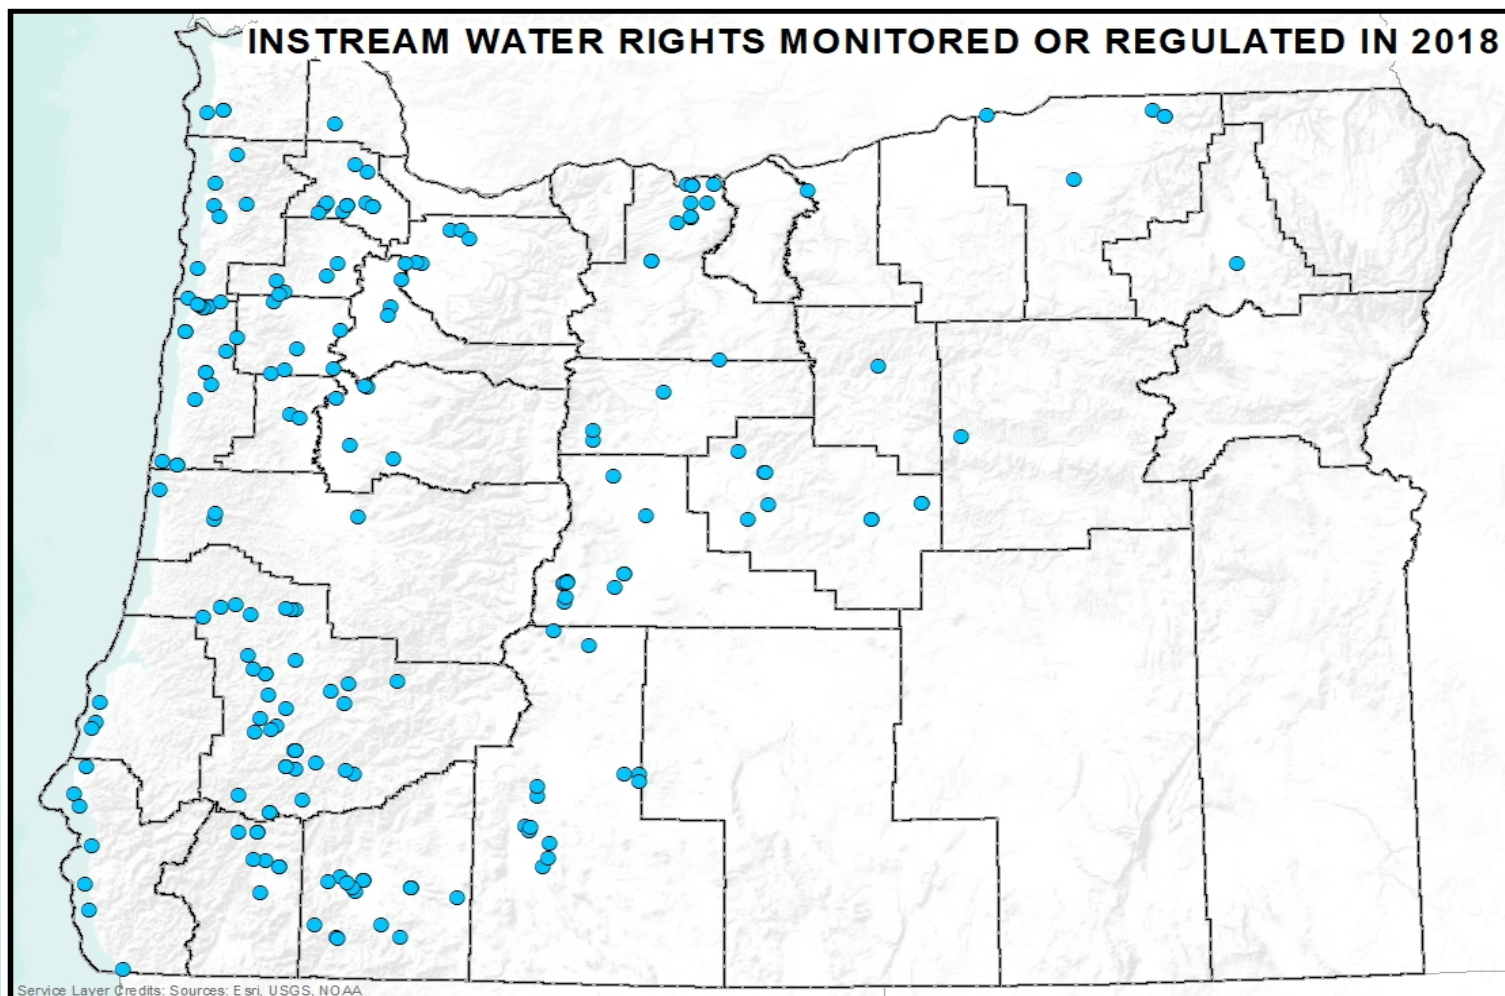 INSTREAM WATER RIGHTS MONITORED OR REGULATED IN 2018
Service Layer Credits: Sources: Esri, USGS, NOAA